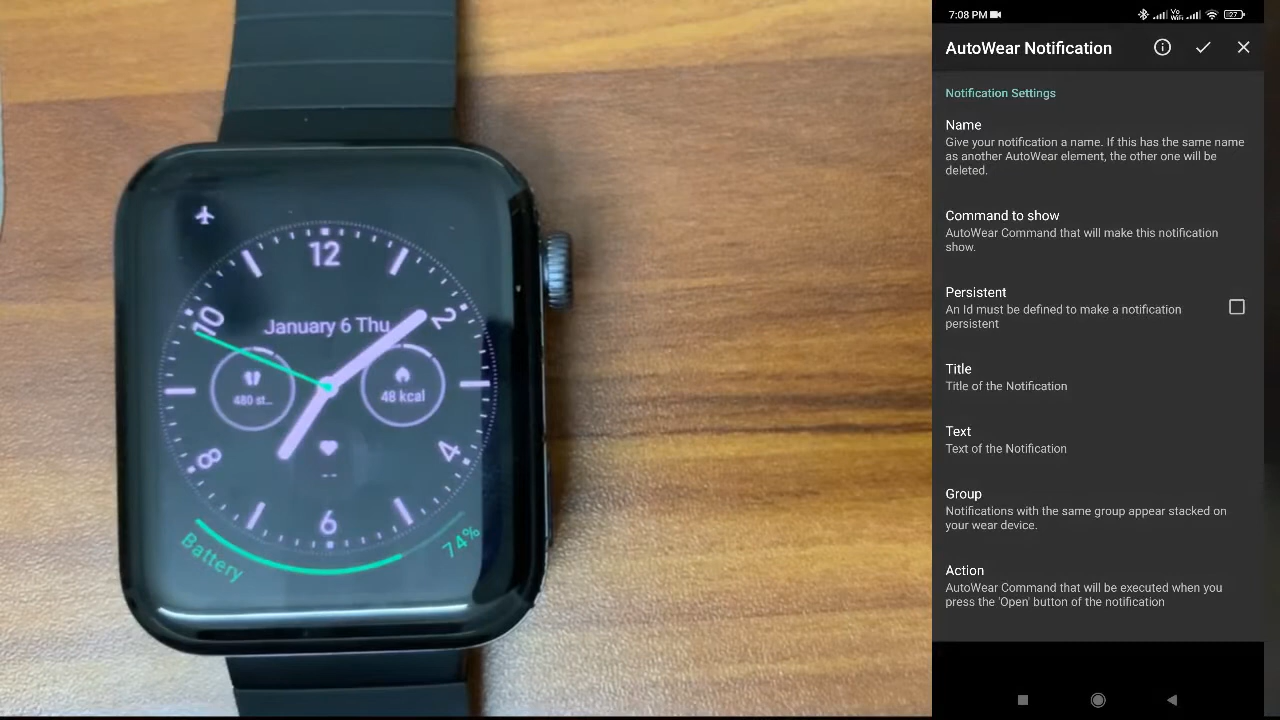 12
January 6 Thu
10
2
480 st...
48 kcal
8
4
--
6
Battery
74%
7:08 PM
Vo
WiFi
27
AutoWear Notification
Notification Settings
Name
Give your notification a name. If this has the same name
as another AutoWear element, the other one will be
deleted.
Command to show
AutoWear Command that will make this notification
show.
Persistent
An Id must be defined to make a notification
persistent
Title
Title of the Notification
Text
Text of the Notification
Group
Notifications with the same group appear stacked on
your wear device.
Action
AutoWear Command that will be executed when you
press the 'Open' button of the notification